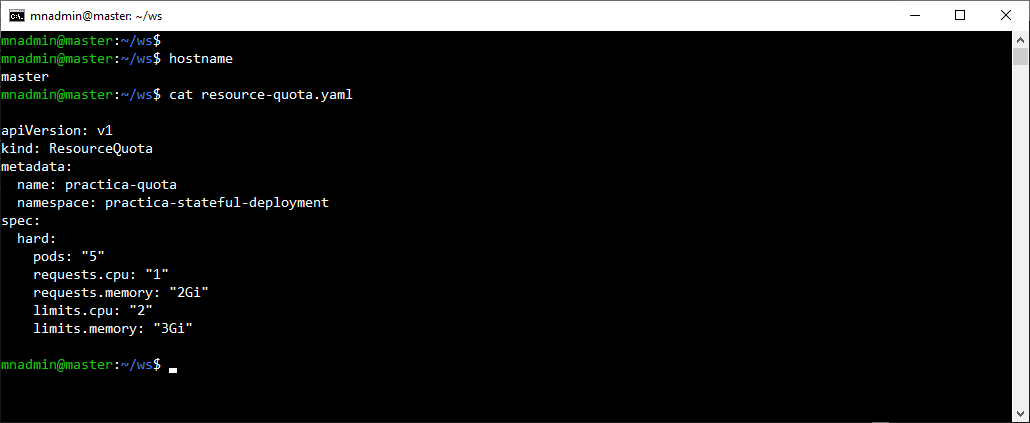 mnadmin@master: ~/ws
mnadmin@master:~/ws$
mnadmin@master:~/ws$ hostname
master
mnadmin@master:~/ws$ cat resource-quota.yaml
apiVersion: v1
kind: ResourceQuota
metadata:
  name: practica-quota
  namespace: practica-stateful-deployment
spec:
  hard:
    pods: "5"
    requests.cpu: "1"
    requests.memory: "2Gi"
    limits.cpu: "2"
    limits.memory: "3Gi"
mnadmin@master:~/ws$